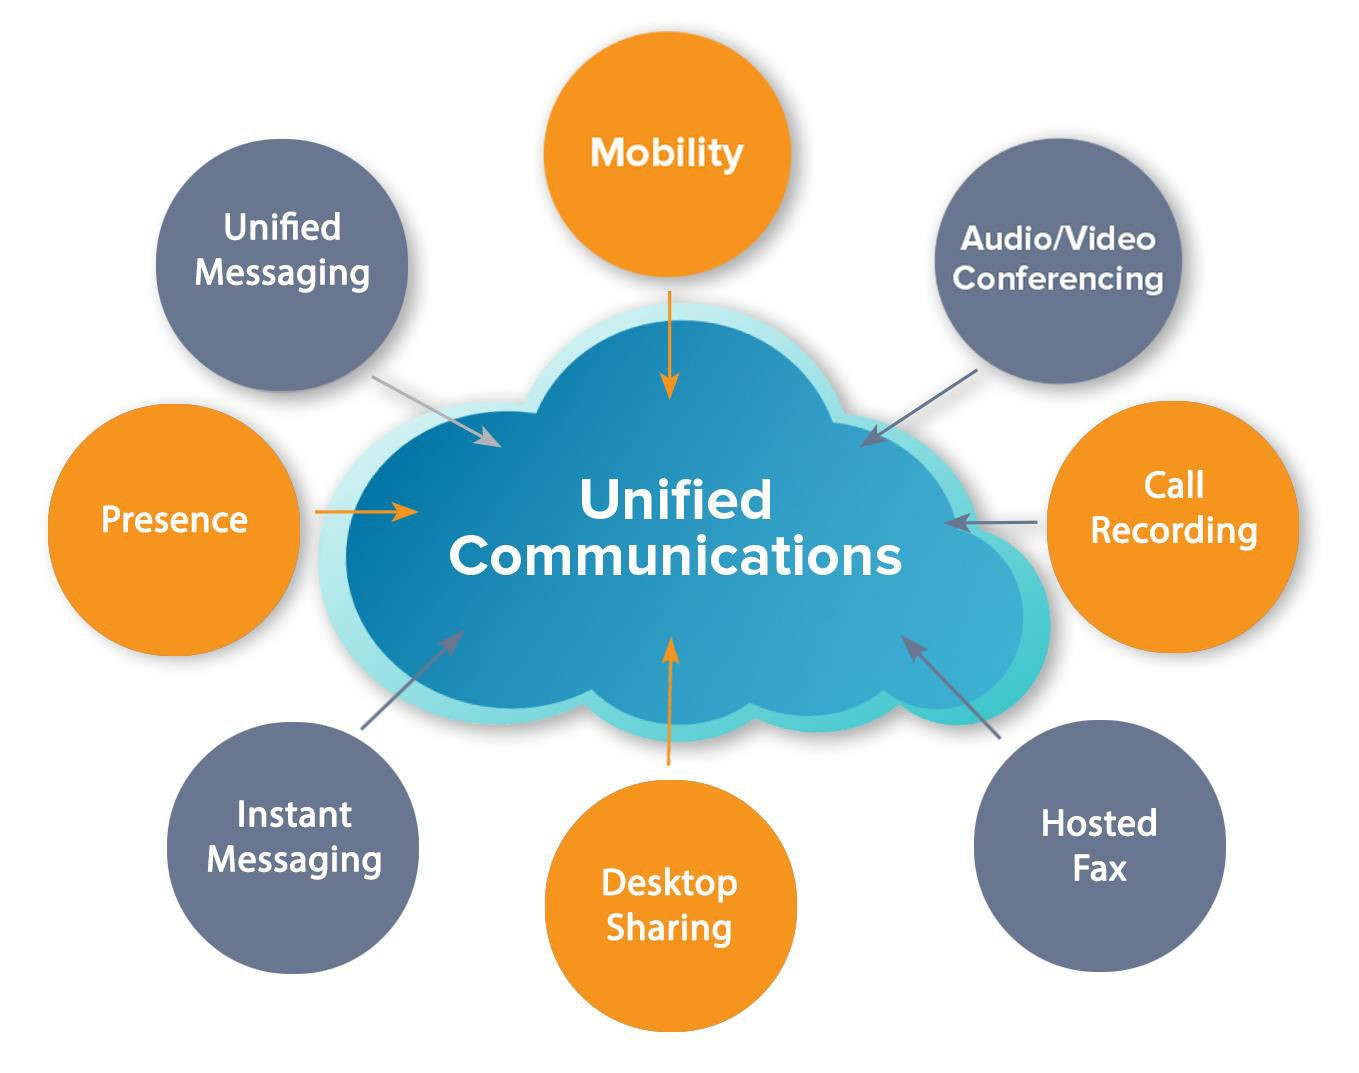 Mobility
Unified
Messaging
Audio/Video
Conferencing
Presence
Unified
Communications
Call
Recording
Instant
Messaging
Desktop
Sharing
Hosted
Fax